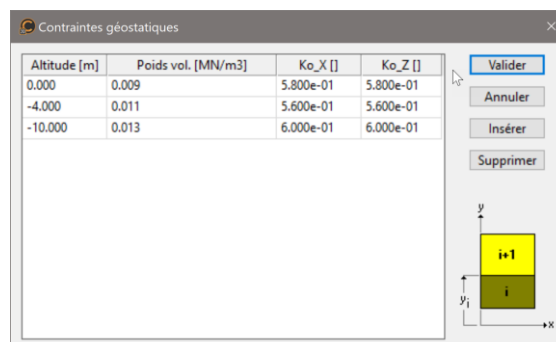 Contraintes géostatiques
Altitude [m] Poids vol. [MN/m3] Ko_X [] Ko_Z []
0.000 0.009 5.800e-01 5.800e-01
-4.000 0.011 5.600e-01 5.600e-01
-10.000 0.013 6.000e-01 6.000e-01
Valider
Annuler
Insérer
Supprimer
y
i+1
i
yi
x